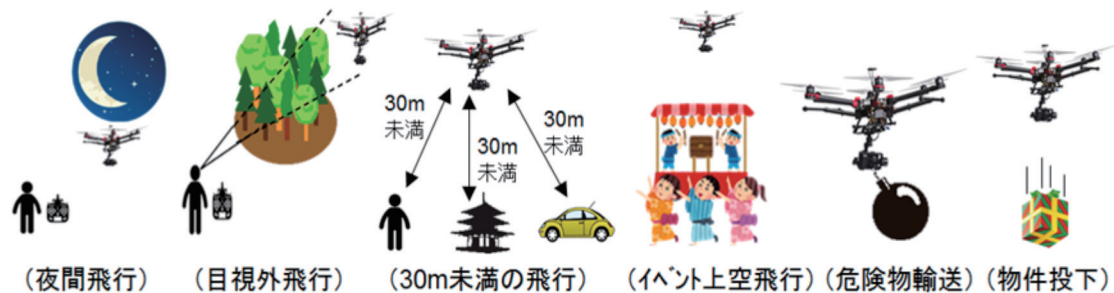 30m
未満
30m
未満
30m
未満
(夜間飛行)
(目視外飛行)
(30m未満の飛行)
(ｲﾍﾞﾝﾄ上空飛行)
(危険物輸送)
(物件投下)